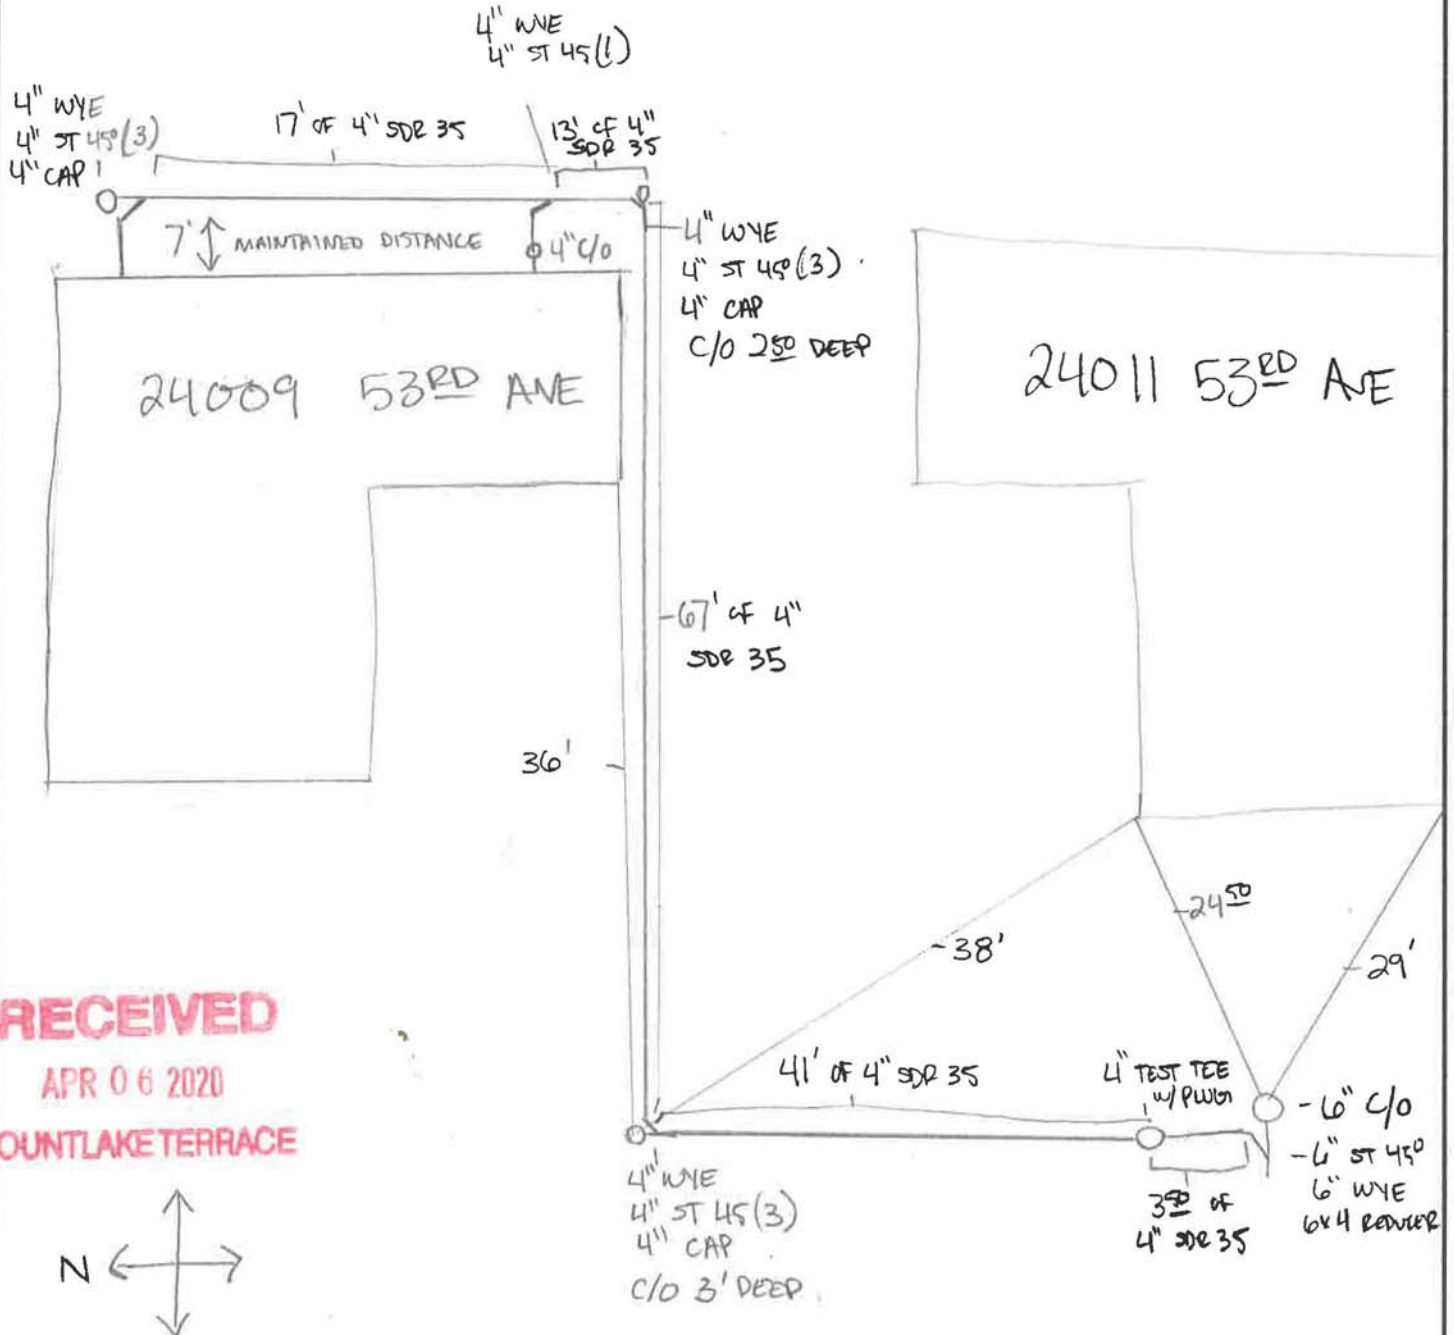 4" WYE
4" ST 45(1)
4" WYE
4" ST 45°(3)
4" CAP
17' OF 4" SDR 35
13' OF 4"
SDR 35
7' MAINTAINED DISTANCE
4" C/O
4" WYE
4" ST 45°(3)
4" CAP
C/O 2 50 DEEP
24009 53RD AVE
24011 53RD AVE
67' OF 4"
SDR 35
36'
38'
24 50
29'
RECEIVED
APR 06 2020
OUNTLAKE TERRACE
41' OF 4" SDR 35
4" TEST TEE
W/ PLUG
- 6" C/O
- 6" ST 45°
6" WYE
6x4 REDUCER
3 50 OF
4" SDR 35
4" WYE
4" ST 45(3)
4" CAP
C/O 3' DEEP
N